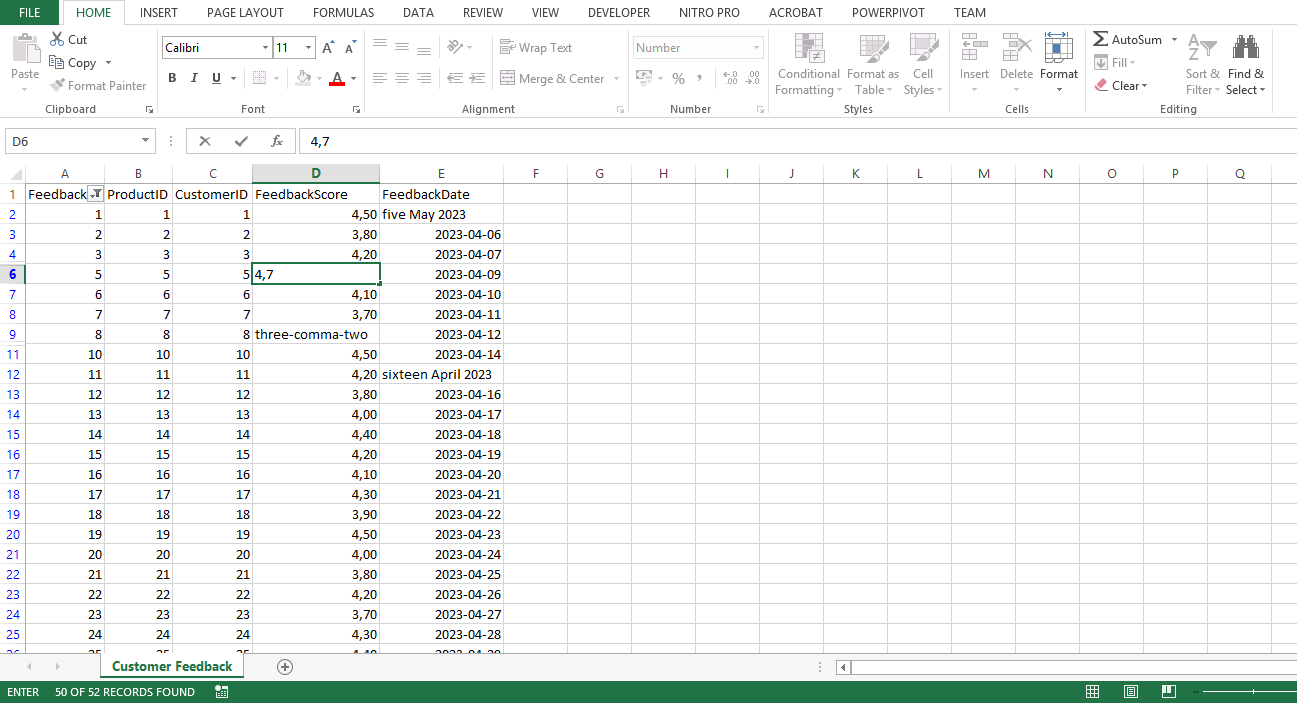 FILE HOME INSERT PAGE LAYOUT FORMULAS DATA REVIEW VIEW DEVELOPER NITRO PRO ACROBAT POWERPIVOT TEAM
Paste
Cut
Copy
Format Painter
Clipboard
Calibri 11 A A
B I U A
Font
Wrap Text
Merge & Center
Alignment
Number
% , ,0 ,00 ,00 ,0
Number
Conditional Formatting
Format as Table
Cell Styles
Styles
Insert Delete Format
Cells
AutoSum
Fill
Clear
Sort & Filter
Find & Select
Editing
D6 fx 4,7
A B C D E F G H I J K L M N O P Q
1 Feedback ProductID CustomerID FeedbackScore FeedbackDate
2 1 1 1 4,50 five May 2023
3 2 2 2 3,80 2023-04-06
4 3 3 3 4,20 2023-04-07
6 5 5 5 4,7 2023-04-09
7 6 6 6 4,10 2023-04-10
8 7 7 7 3,70 2023-04-11
9 8 8 8 three-comma-two 2023-04-12
11 10 10 10 4,50 2023-04-14
12 11 11 11 4,20 sixteen April 2023
13 12 12 12 3,80 2023-04-16
14 13 13 13 4,00 2023-04-17
15 14 14 14 4,40 2023-04-18
16 15 15 15 4,20 2023-04-19
17 16 16 16 4,10 2023-04-20
18 17 17 17 4,30 2023-04-21
19 18 18 18 3,90 2023-04-22
20 19 19 19 4,50 2023-04-23
21 20 20 20 4,00 2023-04-24
22 21 21 21 3,80 2023-04-25
23 22 22 22 4,20 2023-04-26
24 23 23 23 3,70 2023-04-27
25 24 24 24 4,30 2023-04-28
Customer Feedback
ENTER 50 OF 52 RECORDS FOUND